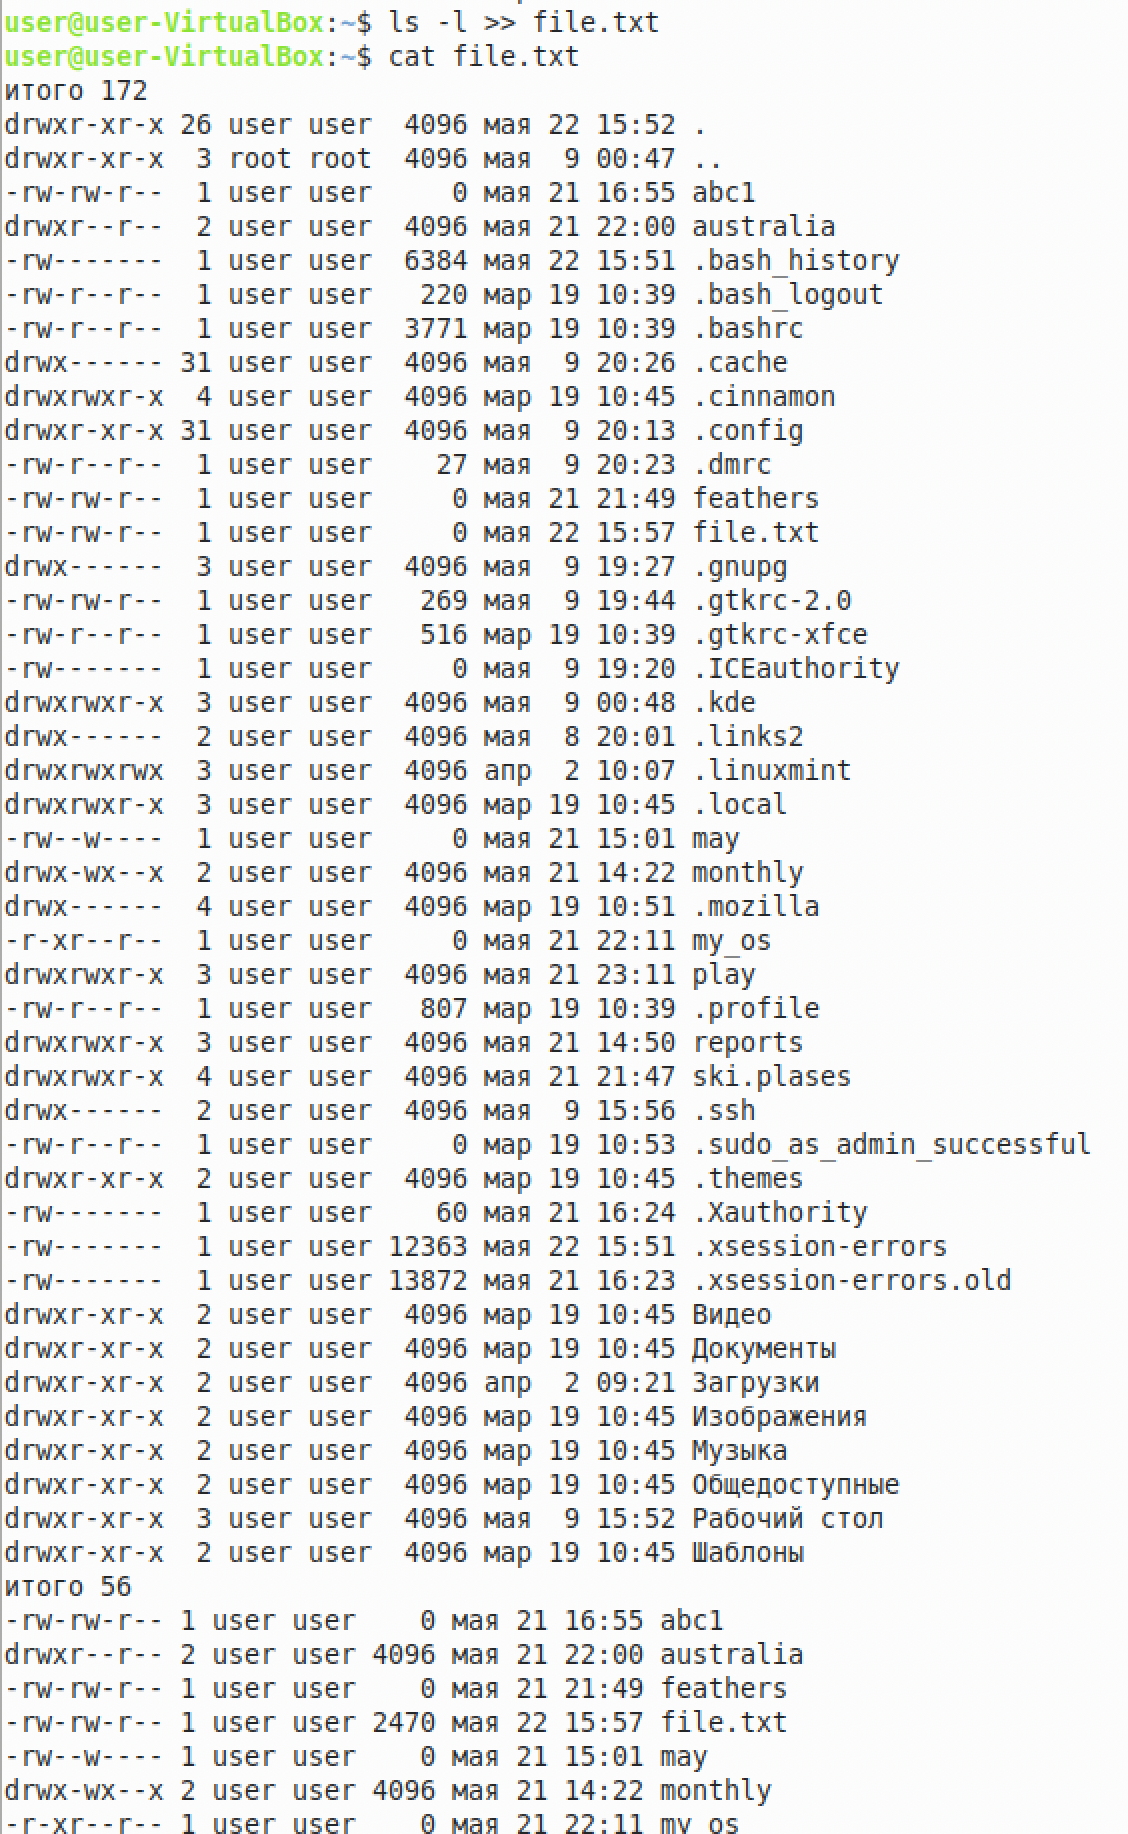 user@user-VirtualBox:~$ ls -l >> file.txt
user@user-VirtualBox:~$ cat file.txt
итого 172
drwxr-xr-x 26 user user  4096 мая 22 15:52 .
drwxr-xr-x  3 root root  4096 мая  9 00:47 ..
-rw-rw-r--  1 user user     0 мая 21 16:55 abc1
drwxr--r--  2 user user  4096 мая 21 22:00 australia
-rw-------  1 user user  6384 мая 22 15:51 .bash_history
-rw-r--r--  1 user user   220 мар 19 10:39 .bash_logout
-rw-r--r--  1 user user  3771 мар 19 10:39 .bashrc
drwx------ 31 user user  4096 мая  9 20:26 .cache
drwxrwxr-x  4 user user  4096 мар 19 10:45 .cinnamon
drwxr-xr-x 31 user user  4096 мая  9 20:13 .config
-rw-r--r--  1 user user    27 мая  9 20:23 .dmrc
-rw-rw-r--  1 user user     0 мая 21 21:49 feathers
-rw-rw-r--  1 user user     0 мая 22 15:57 file.txt
drwx------  3 user user  4096 мая  9 19:27 .gnupg
-rw-rw-r--  1 user user   269 мая  9 19:44 .gtkrc-2.0
-rw-r--r--  1 user user   516 мар 19 10:39 .gtkrc-xfce
-rw-------  1 user user     0 мая  9 19:20 .ICEauthority
drwxrwxr-x  3 user user  4096 мая  9 00:48 .kde
drwx------  2 user user  4096 мая  8 20:01 .links2
drwxrwxrwx  3 user user  4096 апр  2 10:07 .linuxmint
drwxrwxr-x  3 user user  4096 мар 19 10:45 .local
-rw--w----  1 user user     0 мая 21 15:01 may
drwx-wx--x  2 user user  4096 мая 21 14:22 monthly
drwx------  4 user user  4096 мар 19 10:51 .mozilla
-r-xr--r--  1 user user     0 мая 21 22:11 my_os
drwxrwxr-x  3 user user  4096 мая 21 23:11 play
-rw-r--r--  1 user user   807 мар 19 10:39 .profile
drwxrwxr-x  3 user user  4096 мая 21 14:50 reports
drwxrwxr-x  4 user user  4096 мая 21 21:47 ski.plases
drwx------  2 user user  4096 мая  9 15:56 .ssh
-rw-r--r--  1 user user     0 мар 19 10:53 .sudo_as_admin_successful
drwxr-xr-x  2 user user  4096 мар 19 10:45 .themes
-rw-------  1 user user    60 мая 21 16:24 .Xauthority
-rw-------  1 user user 12363 мая 22 15:51 .xsession-errors
-rw-------  1 user user 13872 мая 21 16:23 .xsession-errors.old
drwxr-xr-x  2 user user  4096 мар 19 10:45 Видео
drwxr-xr-x  2 user user  4096 мар 19 10:45 Документы
drwxr-xr-x  2 user user  4096 апр  2 09:21 Загрузки
drwxr-xr-x  2 user user  4096 мар 19 10:45 Изображения
drwxr-xr-x  2 user user  4096 мар 19 10:45 Музыка
drwxr-xr-x  2 user user  4096 мар 19 10:45 Общедоступные
drwxr-xr-x  3 user user  4096 мая  9 15:52 Рабочий стол
drwxr-xr-x  2 user user  4096 мар 19 10:45 Шаблоны
итого 56
-rw-rw-r-- 1 user user    0 мая 21 16:55 abc1
drwxr--r-- 2 user user 4096 мая 21 22:00 australia
-rw-rw-r-- 1 user user    0 мая 21 21:49 feathers
-rw-rw-r-- 1 user user 2470 мая 22 15:57 file.txt
-rw--w---- 1 user user    0 мая 21 15:01 may
drwx-wx--x 2 user user 4096 мая 21 14:22 monthly
-r-xr--r-- 1 user user    0 мая 21 22:11 my_os